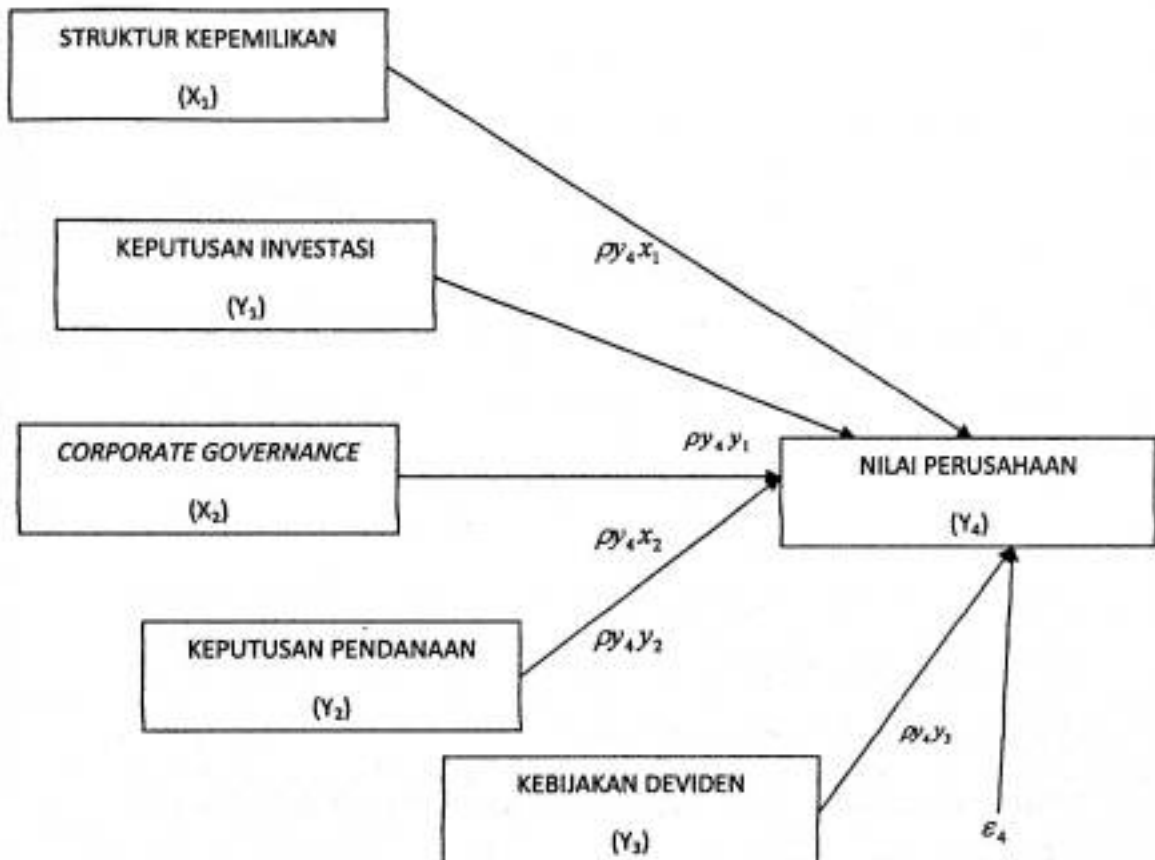 STRUKTUR KEPEMILIKAN
(X₁)
ρy₄x₁
KEPUTUSAN INVESTASI
(Y₁)
ρy₄y₁
CORPORATE GOVERNANCE
(X₂)
NILAI PERUSAHAAN
(Y₄)
ρy₄x₂
KEPUTUSAN PENDANAAN
(Y₂)
ρy₄y₂
ρy₄y₃
KEBIJAKAN DEVIDEN
(Y₃)
ε₄